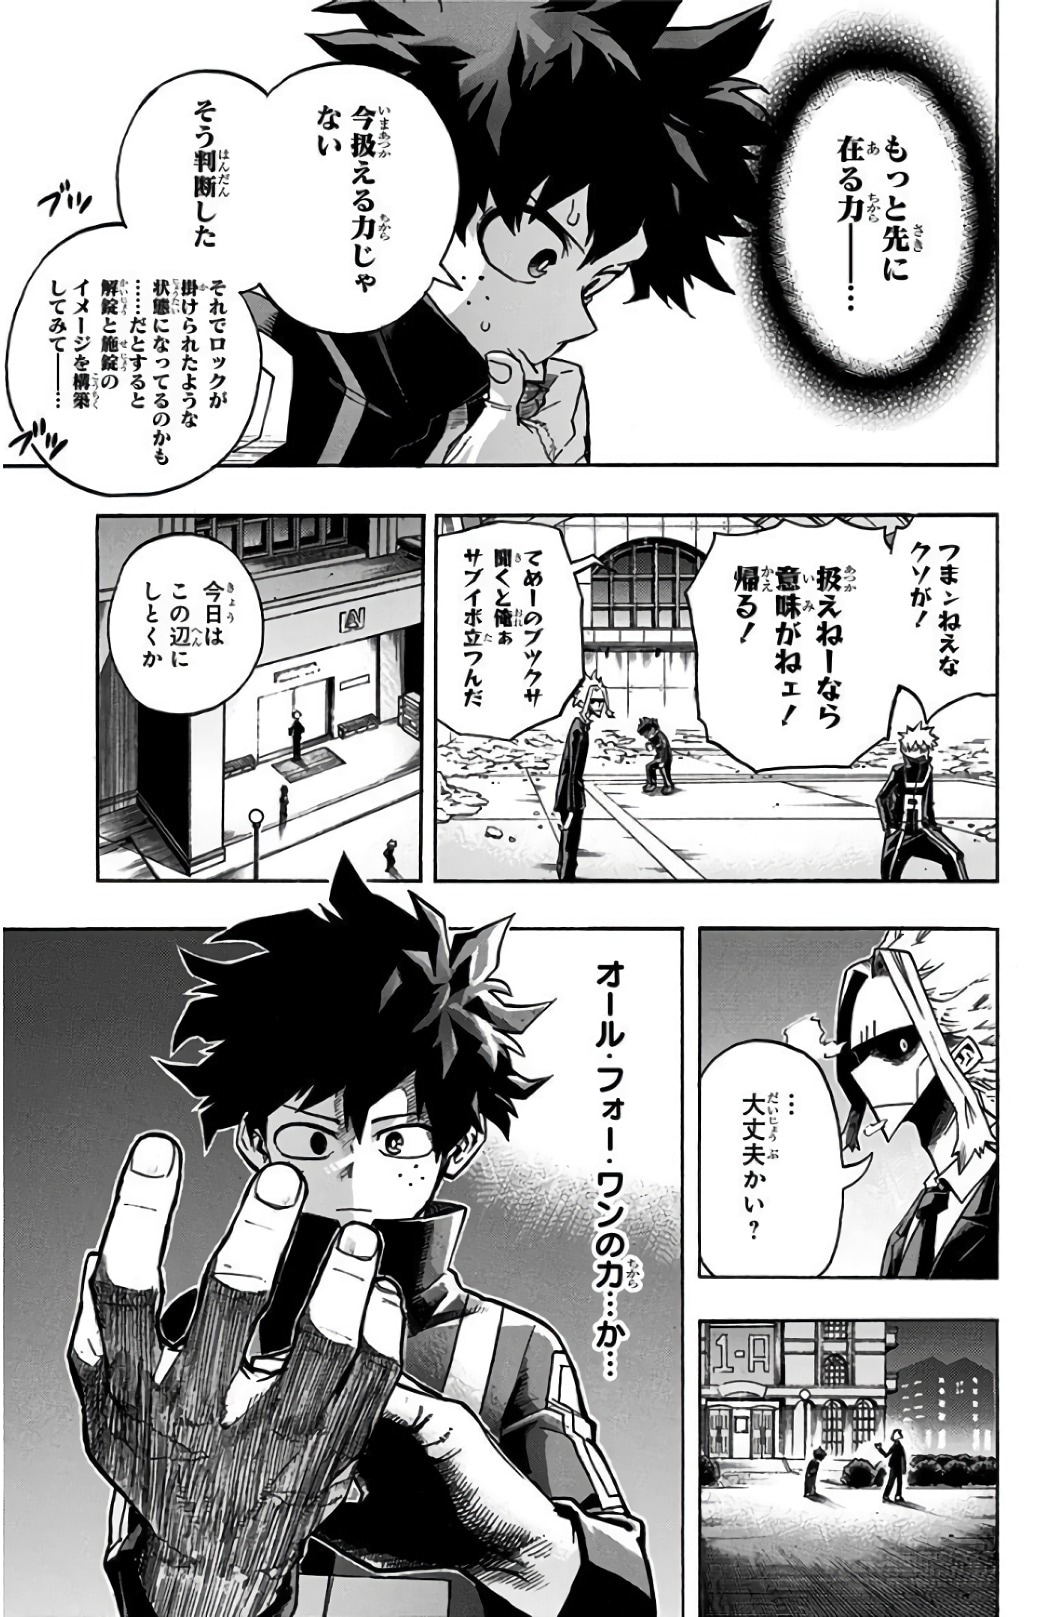 もっと先に
在る力――…
今扱える力じゃ
ない
そう判断した
それでロックが
掛けられたような
状態になってるのかも
……だとすると
解錠と施錠の
イメージを構築
してみて――…
ブツッ
ブツッ
つまンねえな
クソが！
扱えねーなら
意味がねェ！
帰る！
てめーのブツクサ
聞くと俺ぁ
サブイボ立つんだ
今日は
この辺に
しとくか
…
大丈夫かい？
1-A
オール・フォー・ワンの力…か…